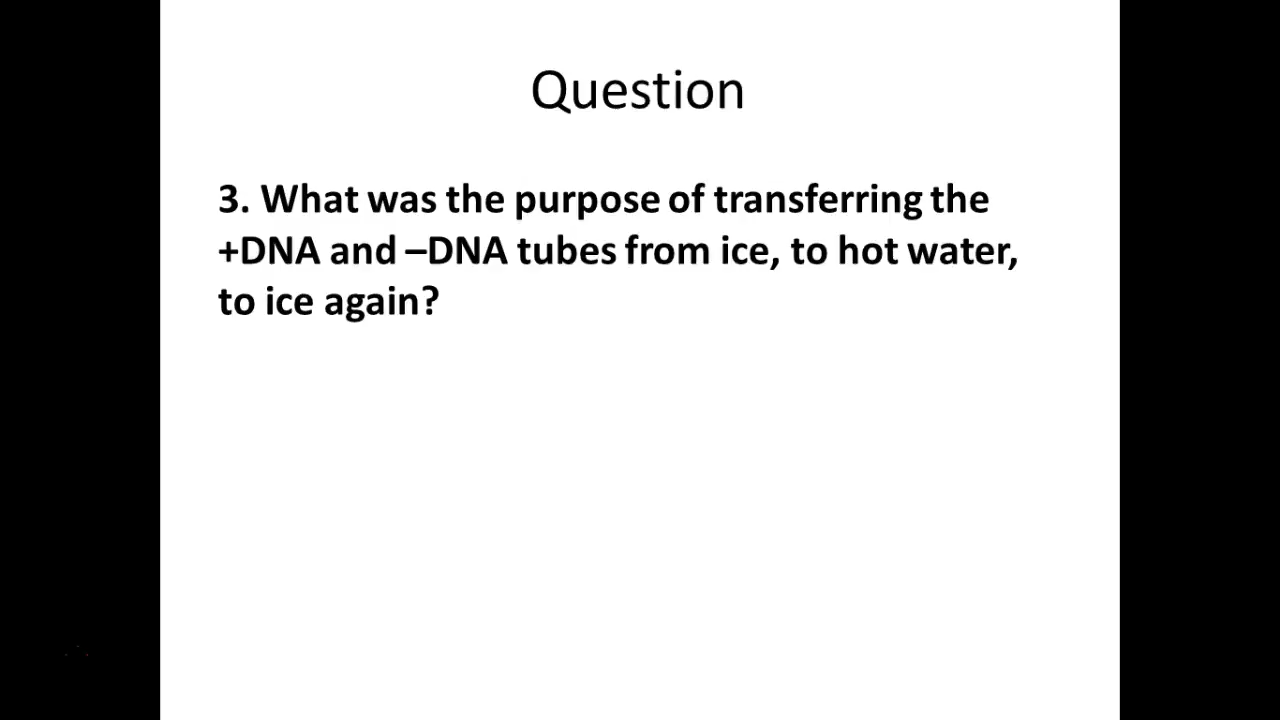 Question
3. What was the purpose of transferring the
+DNA and –DNA tubes from ice, to hot water,
to ice again?